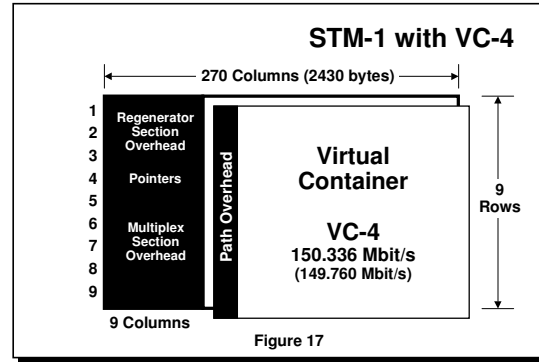 STM-1 with VC-4
270 Columns (2430 bytes)
1
2
3
4
5
6
7
8
9
Regenerator
Section
Overhead
Pointers
Multiplex
Section
Overhead
Path Overhead
Virtual
Container
VC-4
150.336 Mbit/s
(149.760 Mbit/s)
9
Rows
9 Columns
Figure 17